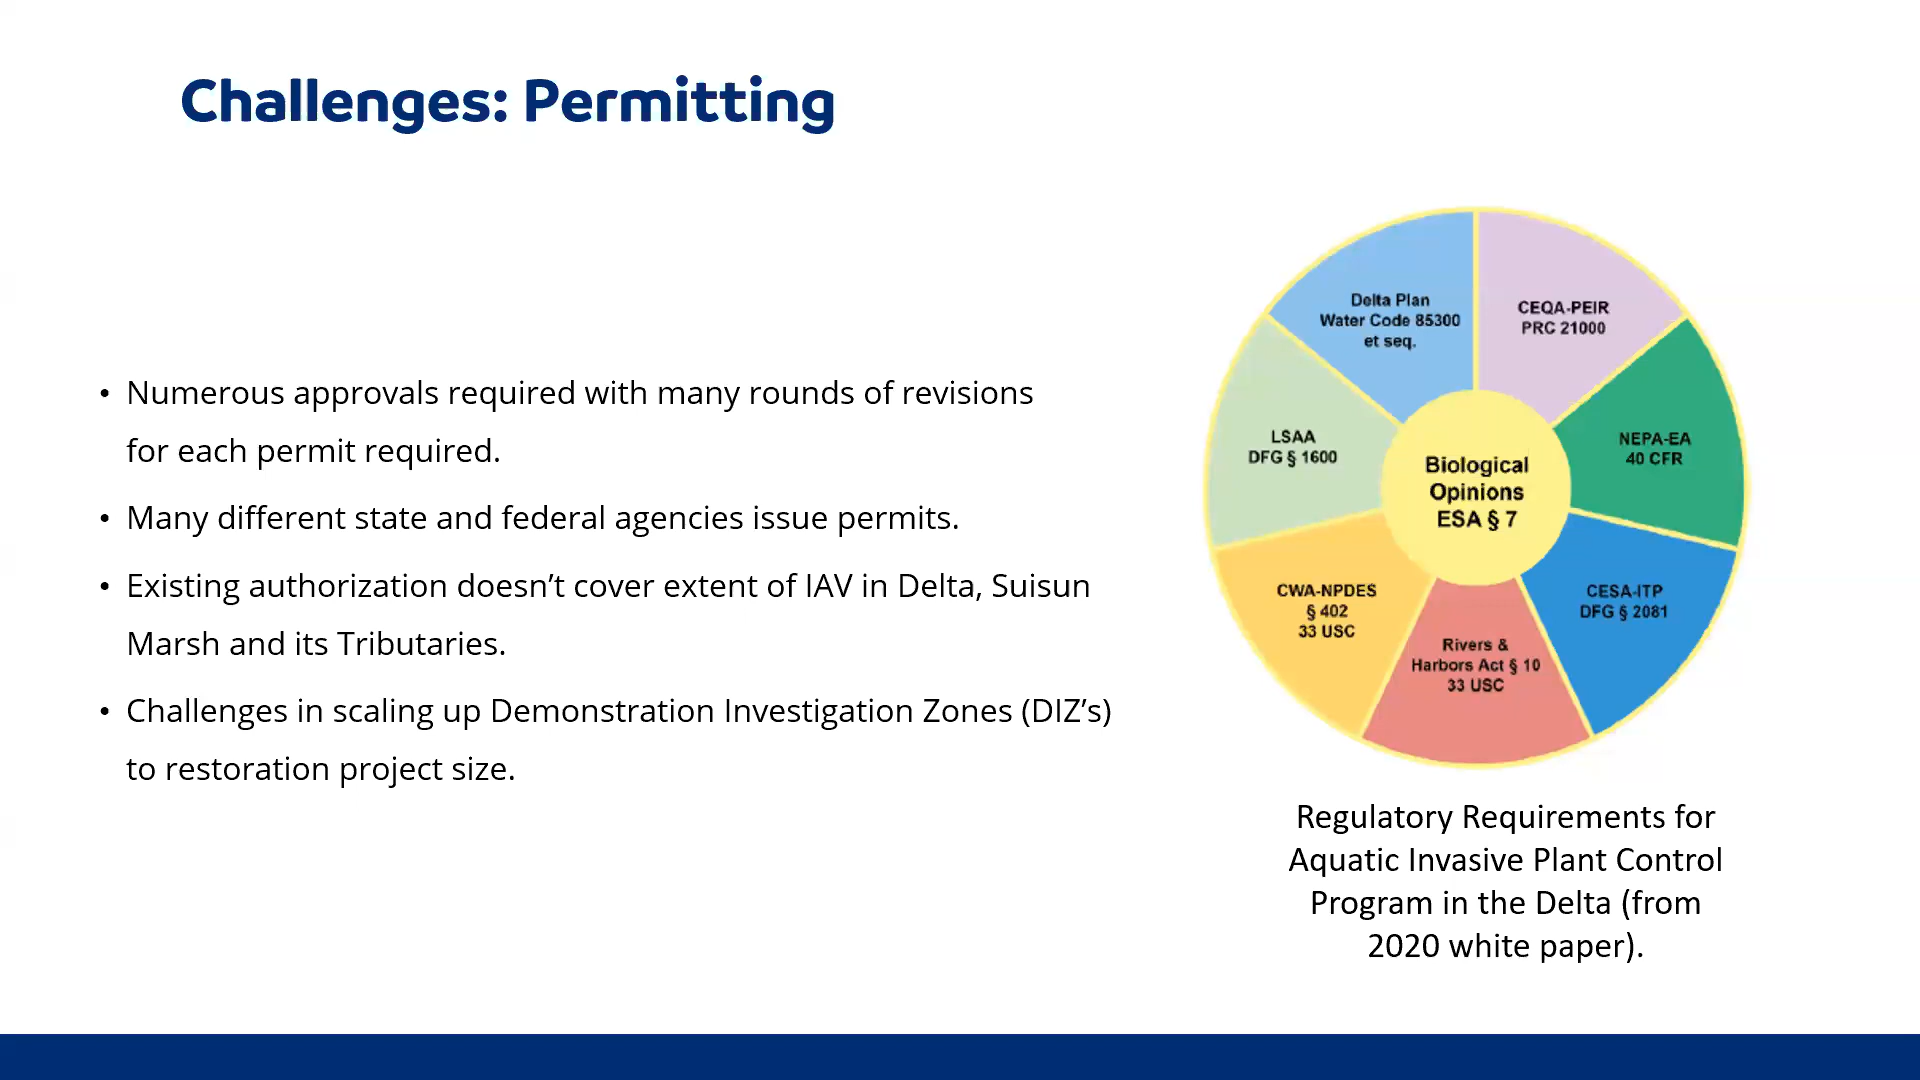 Challenges: Permitting
• Numerous approvals required with many rounds of revisions
for each permit required.
• Many different state and federal agencies issue permits.
• Existing authorization doesn’t cover extent of IAV in Delta, Suisun
Marsh and its Tributaries.
• Challenges in scaling up Demonstration Investigation Zones (DIZ’s)
to restoration project size.
Delta Plan
Water Code 85300
et seq.
CEQA-PEIR
PRC 21000
LSAA
DFG § 1600
NEPA-EA
40 CFR
Biological
Opinions
ESA § 7
CWA-NPDES
§ 402
33 USC
CESA-ITP
DFG § 2081
Rivers &
Harbors Act § 10
33 USC
Regulatory Requirements for
Aquatic Invasive Plant Control
Program in the Delta (from
2020 white paper).